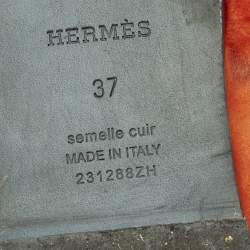 HERMÈS
37
semelle cuir
MADE IN ITALY
231288ZH